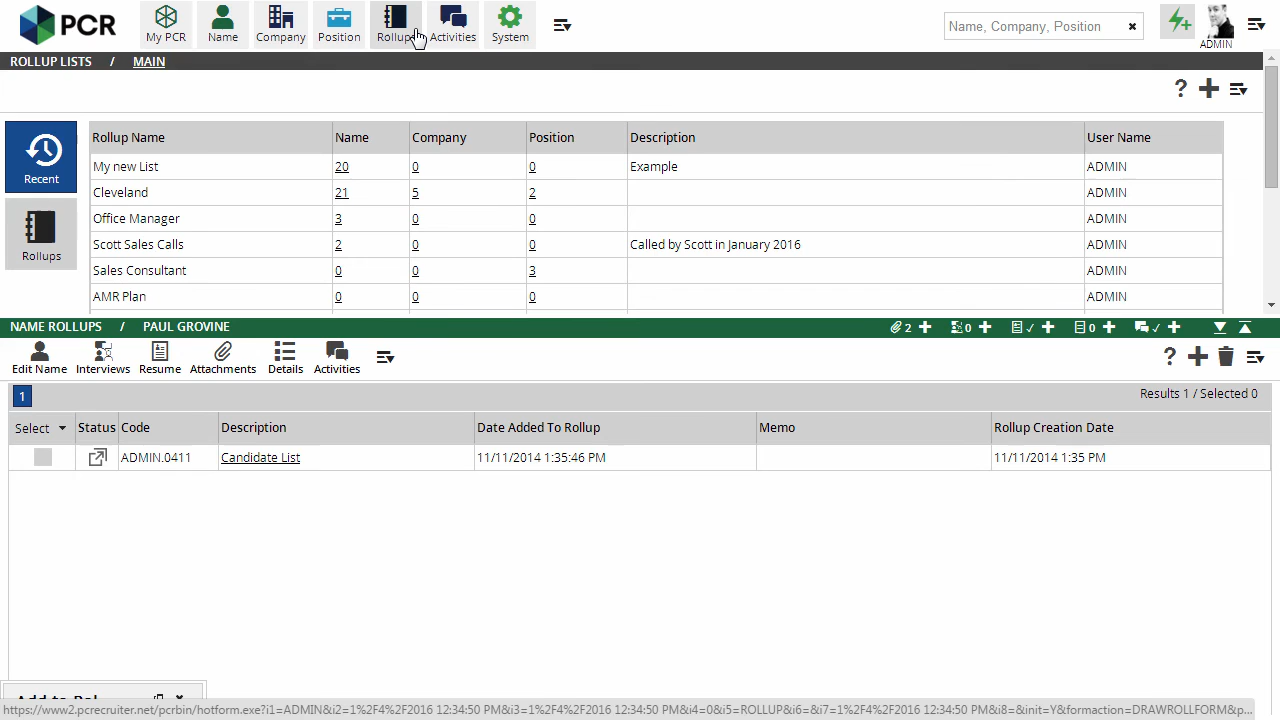 PCR
My PCR
Name
Company
Position
Rollups
Activities
System
Name, Company, Position
ADMIN
ROLLUP LISTS / MAIN
?
Recent
Rollups
Rollup Name Name Company Position Description User Name
My new List 20 0 0 Example ADMIN
Cleveland 21 5 2 ADMIN
Office Manager 3 0 0 ADMIN
Scott Sales Calls 2 0 0 Called by Scott in January 2016 ADMIN
Sales Consultant 0 0 3 ADMIN
AMR Plan 0 0 0 ADMIN
NAME ROLLUPS / PAUL GROVINE 2 0 0
Edit Name Interviews Resume Attachments Details Activities ?
1 Results 1 / Selected 0
Select Status Code Description Date Added To Rollup Memo Rollup Creation Date
ADMIN.0411 Candidate List 11/11/2014 1:35:46 PM 11/11/2014 1:35 PM
https://www2.pcrecruiter.net/pcrbin/hotform.exe?i1=ADMIN&i2=1%2F4%2F2016 12:34:50 PM&i3=1%2F4%2F2016 12:34:50 PM&i4=0&i5=ROLLUP&i6=&i7=1%2F4%2F2016 12:34:50 PM&i8=&init=Y&formaction=DRAWROLLFORM&p...